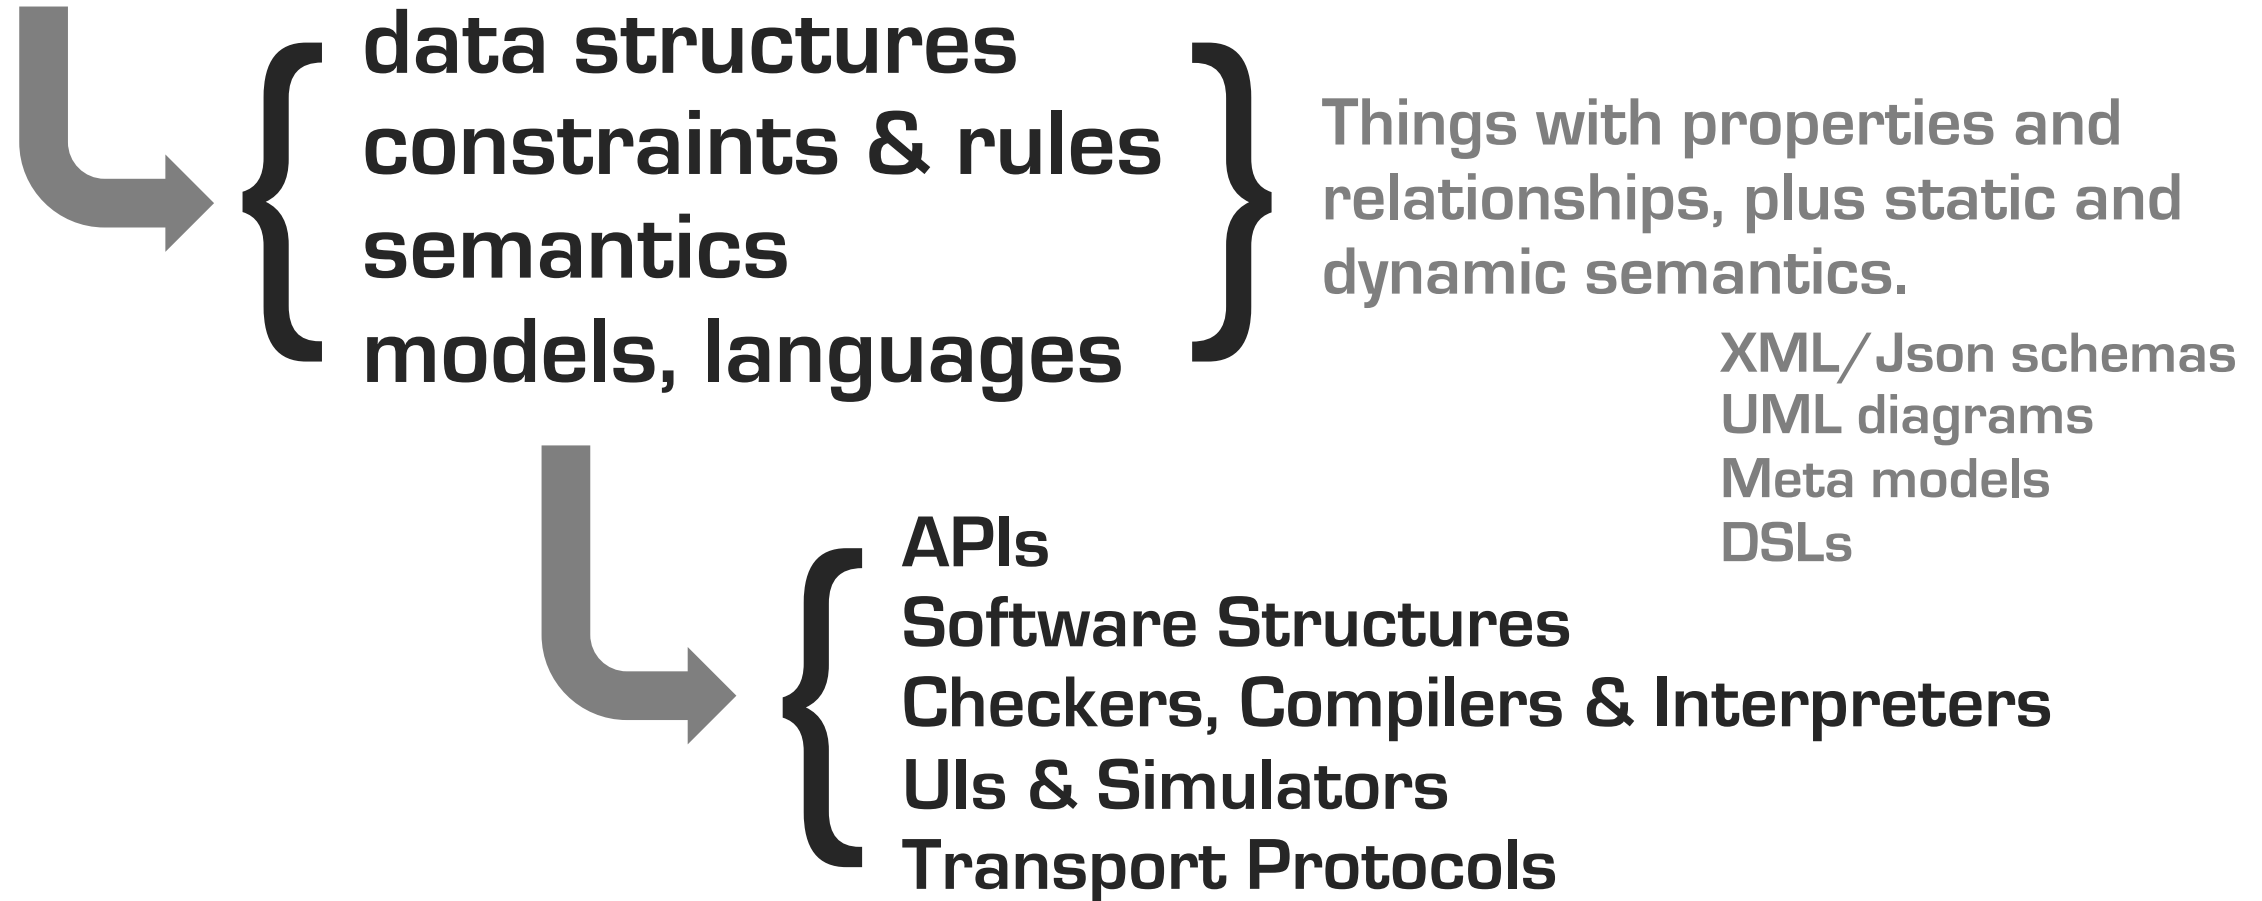 data structures
constraints & rules
semantics
models, languages
Things with properties and
relationships, plus static and
dynamic semantics.
XML/Json schemas
UML diagrams
Meta models
DSLs
APIs
Software Structures
Checkers, Compilers & Interpreters
UIs & Simulators
Transport Protocols